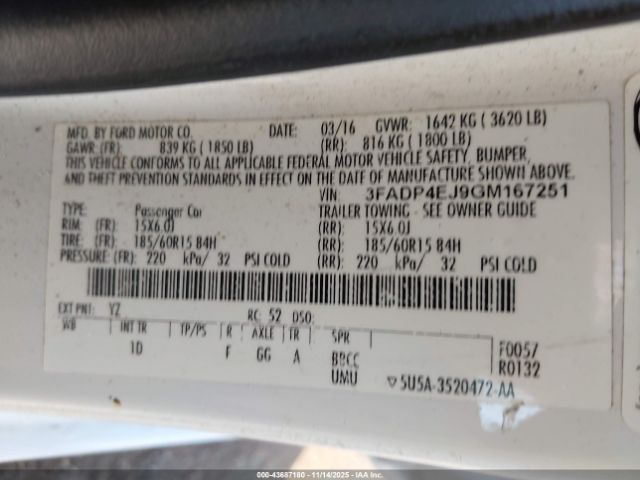 MFD. BY FORD MOTOR CO. DATE: 03/16 GVWR: 1642 KG ( 3620 LB)
GAWR: (FR): 839 KG ( 1850 LB) (RR): 816 KG ( 1800 LB)
THIS VEHICLE CONFORMS TO ALL APPLICABLE FEDERAL MOTOR VEHICLE SAFETY, BUMPER,
AND THEFT PREVENTION STANDARDS IN EFFECT ON THE DATE OF MANUFACTURE SHOWN ABOVE.
VIN: 3FADP4EJ9GM167251
TYPE: Passenger Car TRAILER TOWING - SEE OWNER GUIDE
RIM: (FR): 15X6.0J (RR): 15X6.0J
TIRE: (FR): 185/60R15 84H (RR): 185/60R15 84H
PRESSURE: (FR): 220 kPa/ 32 PSI COLD (RR): 220 kPa/ 32 PSI COLD
EXT PNT: YZ RC: 52 DSO:
WB INT TR TP/PS R AXLE TR SPR F0057
1D F GG A BBCC R0132
UMU ▽5U5A-3520472-AA
000-43687180 - 11/14/2025 - IAAI.com